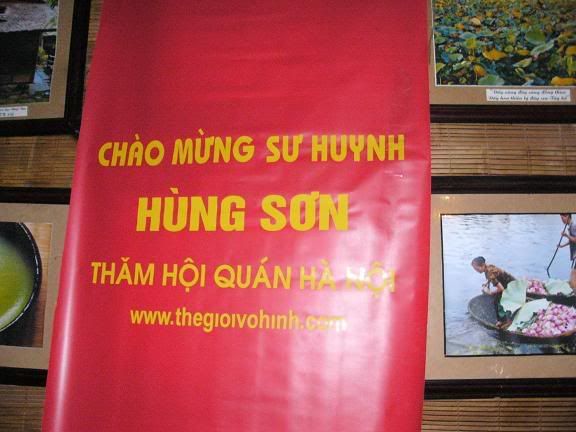 CHÀO MỪNG SƯ HUYNH
HÙNG SƠN
THĂM HỘI QUÁN HÀ NỘI
www.thegioivohinh.com